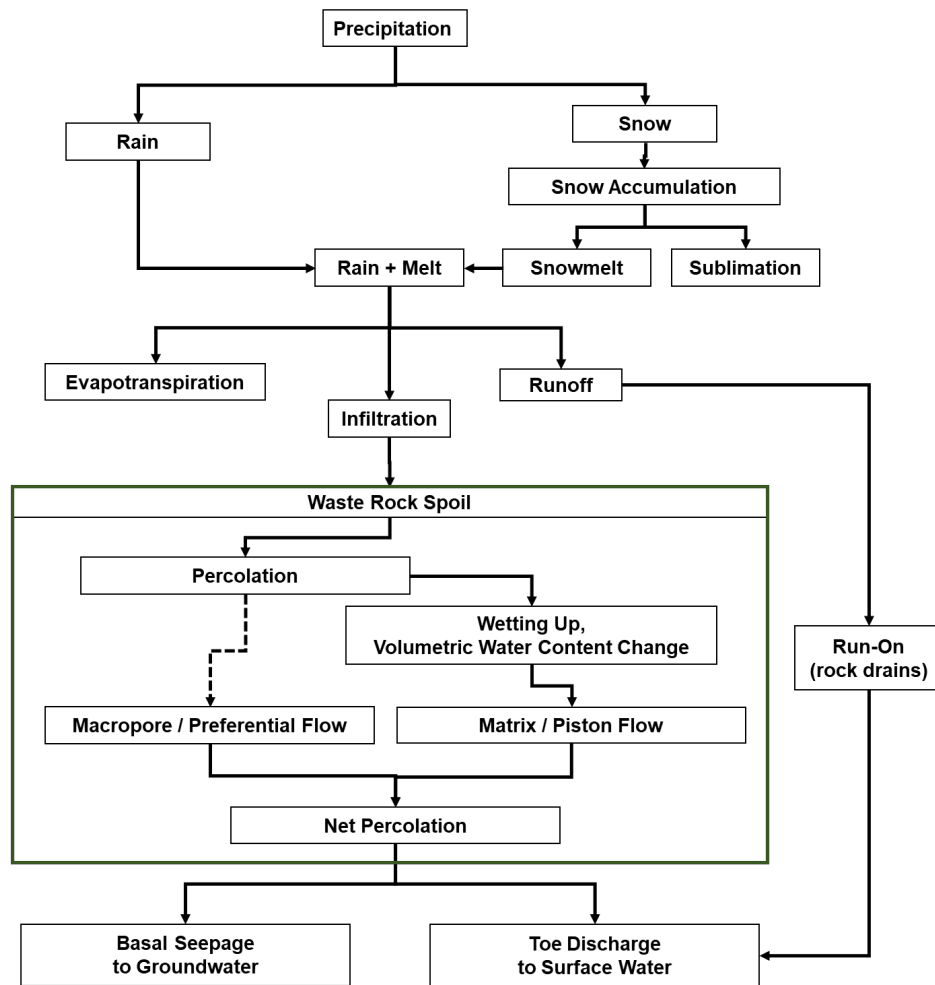 Precipitation
Rain
Snow
Snow Accumulation
Rain + Melt
Snowmelt
Sublimation
Evapotranspiration
Runoff
Infiltration
Waste Rock Spoil
Percolation
Wetting Up,
Volumetric Water Content Change
Run-On
(rock drains)
Macropore / Preferential Flow
Matrix / Piston Flow
Net Percolation
Basal Seepage
to Groundwater
Toe Discharge
to Surface Water